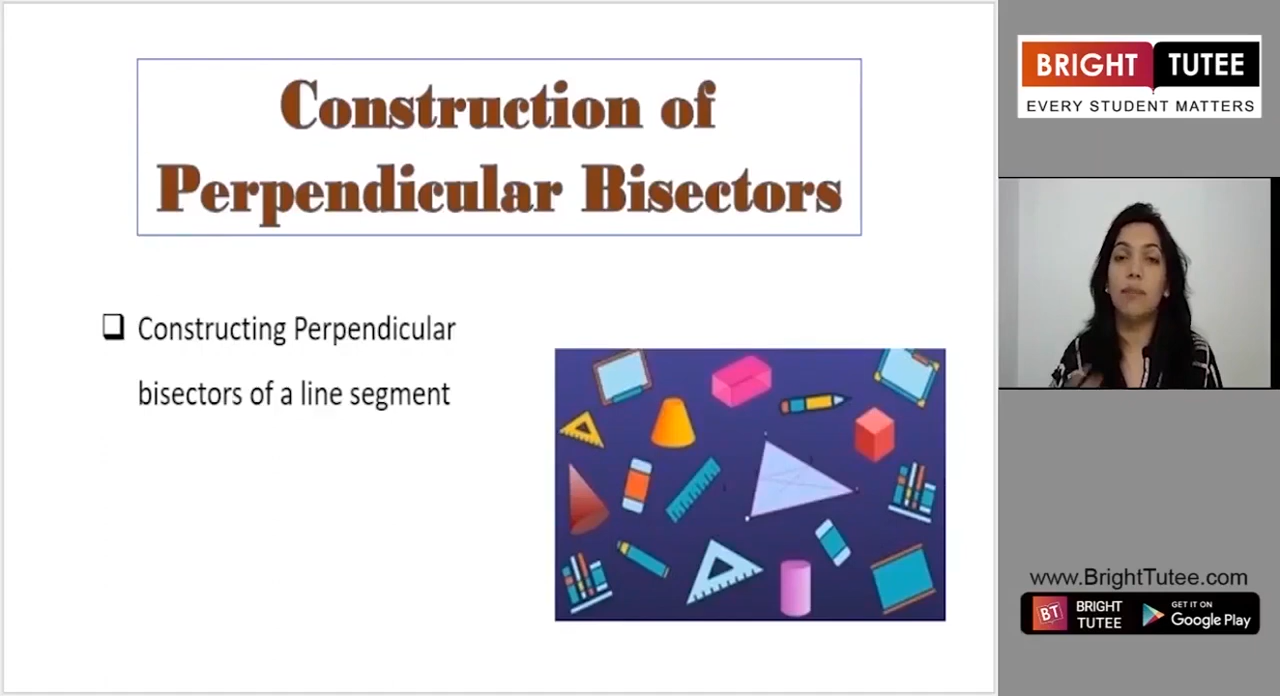 Construction of
Perpendicular Bisectors
❑ Constructing Perpendicular
bisectors of a line segment
BRIGHT TUTEE
EVERY STUDENT MATTERS
www.BrightTutee.com
BT BRIGHT TUTEE
GET IT ON
Google Play